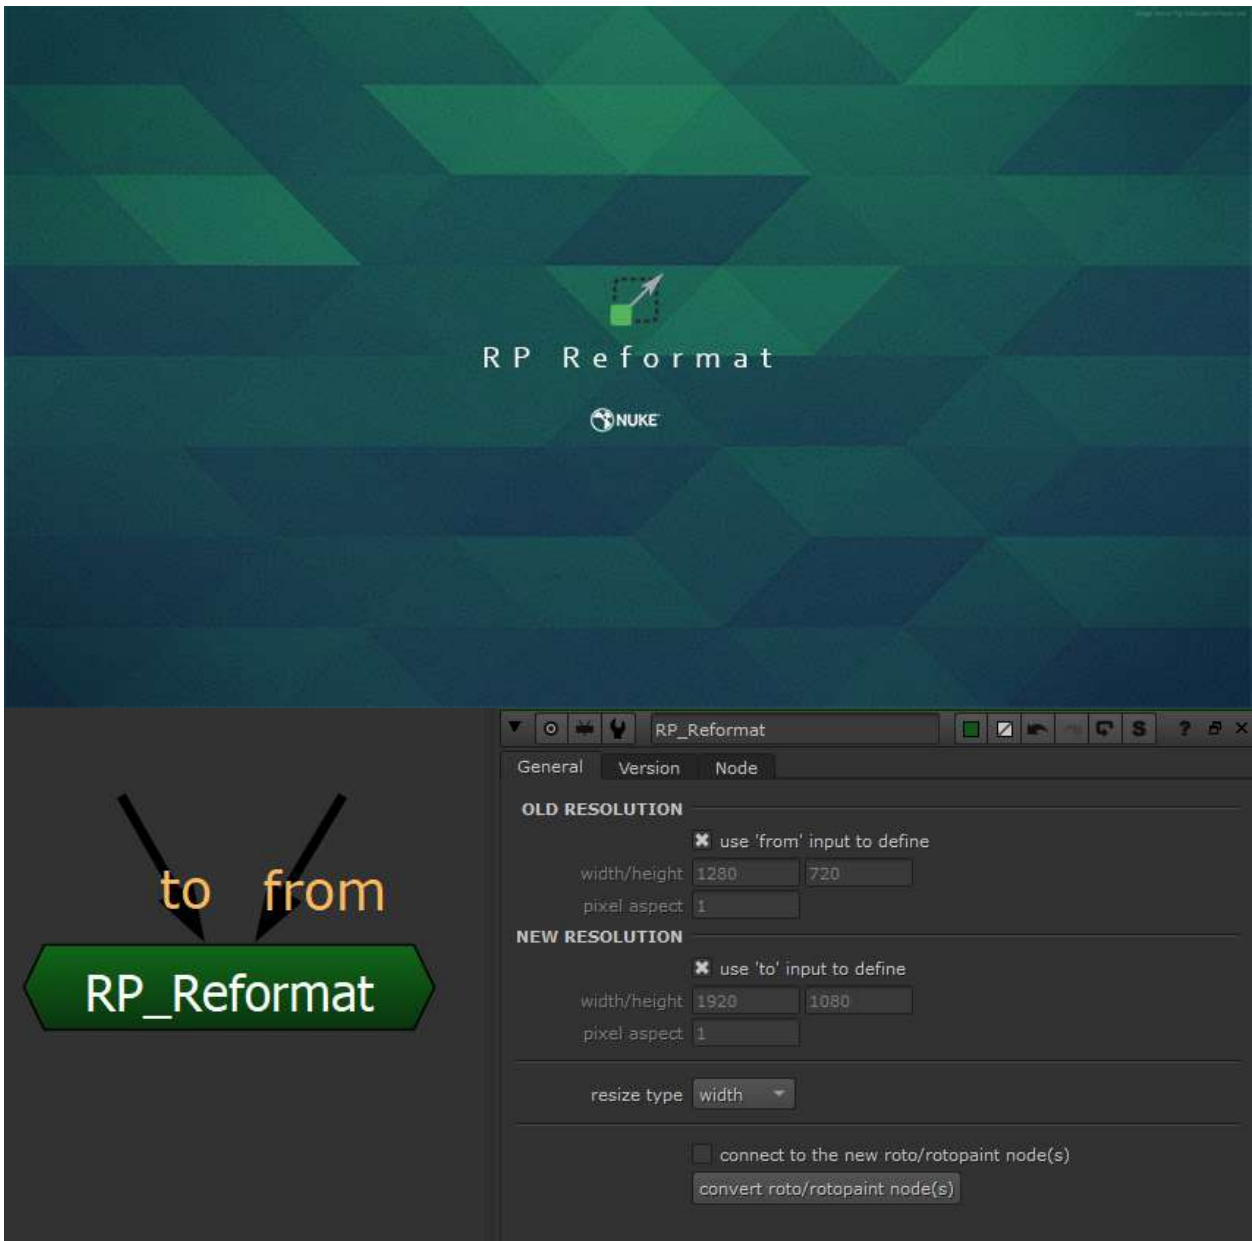 RP Reformat
NUKE
to from
RP_Reformat
RP_Reformat S ?
General Version Node
OLD RESOLUTION
use 'from' input to define
width/height 1280 720
pixel aspect 1
NEW RESOLUTION
use 'to' input to define
width/height 1920 1080
pixel aspect 1
resize type width
connect to the new roto/rotopaint node(s)
convert roto/rotopaint node(s)